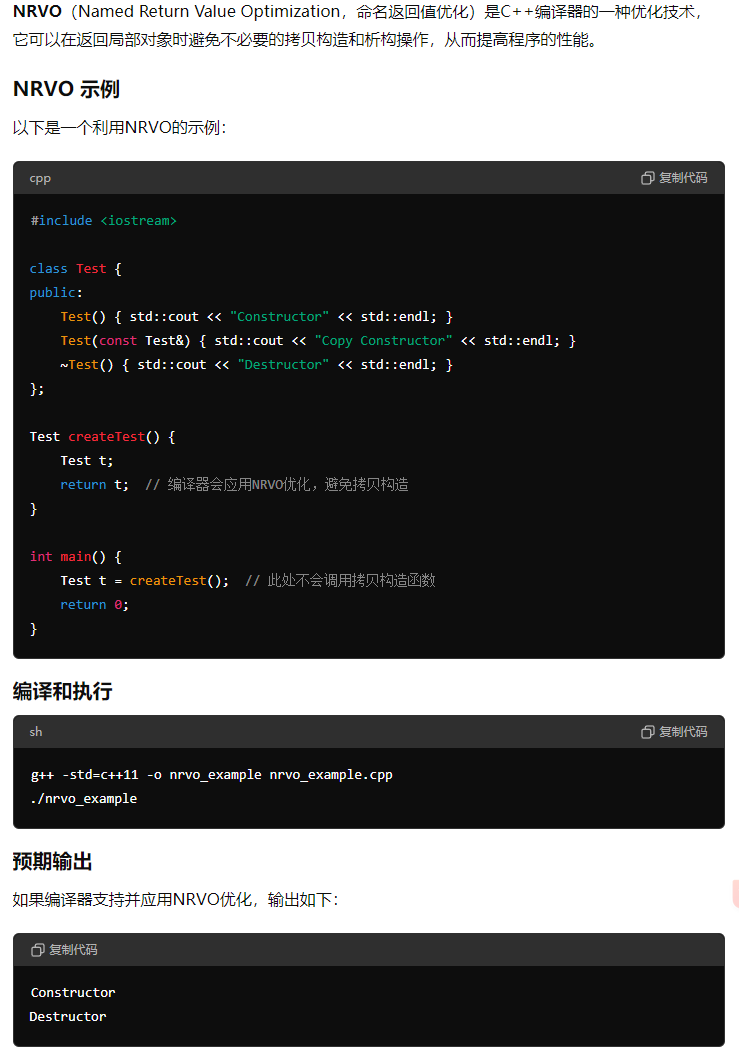 NRVO（Named Return Value Optimization，命名返回值优化）是C++编译器的一种优化技术，
它可以在返回局部对象时避免不必要的拷贝构造和析构操作，从而提高程序的性能。
NRVO 示例
以下是一个利用NRVO的示例：
cpp
复制代码
#include <iostream>
class Test {
public:
    Test() { std::cout << "Constructor" << std::endl; }
    Test(const Test&) { std::cout << "Copy Constructor" << std::endl; }
    ~Test() { std::cout << "Destructor" << std::endl; }
};
Test createTest() {
    Test t;
    return t;  // 编译器会应用NRVO优化，避免拷贝构造
}
int main() {
    Test t = createTest();  // 此处不会调用拷贝构造函数
    return 0;
}
编译和执行
sh
复制代码
g++ -std=c++11 -o nrvo_example nrvo_example.cpp
./nrvo_example
预期输出
如果编译器支持并应用NRVO优化，输出如下：
复制代码
Constructor
Destructor